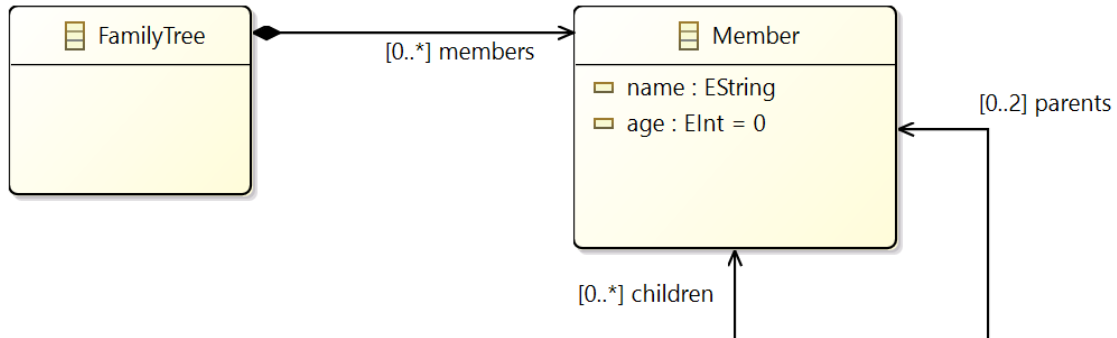 FamilyTree
[0..*] members
Member
name : EString
age : EInt = 0
[0..2] parents
[0..*] children